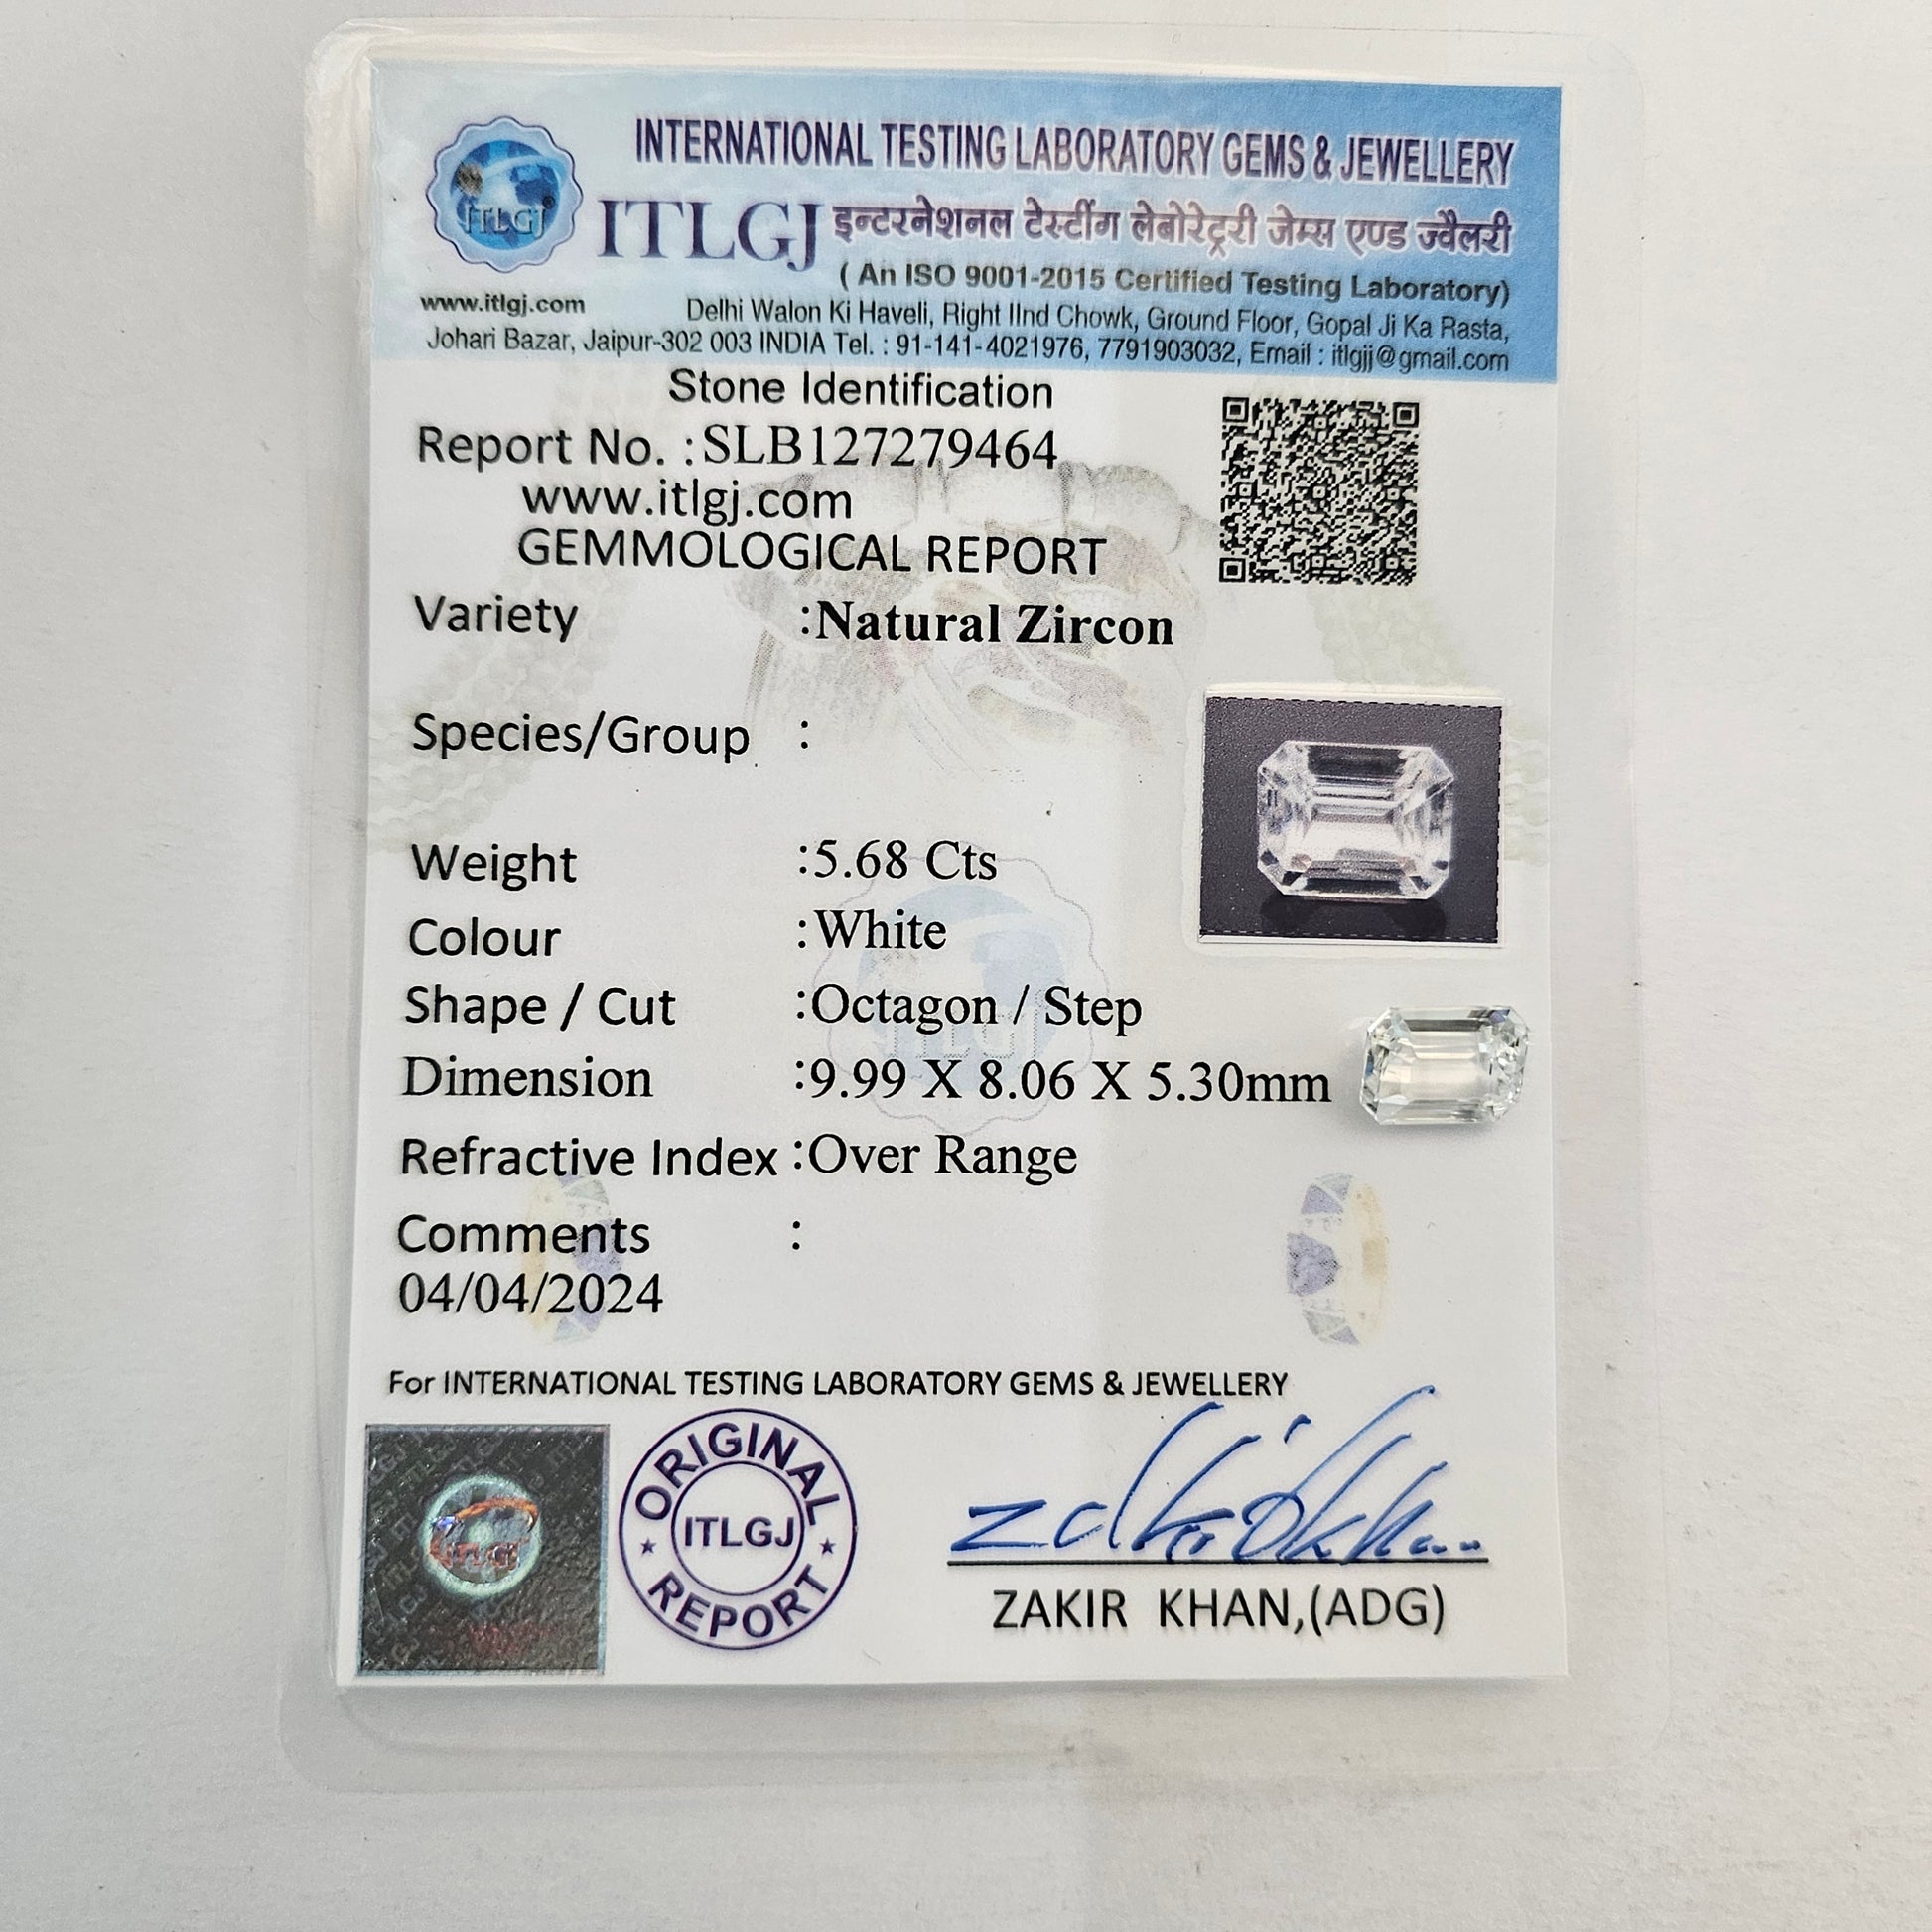 INTERNATIONAL TESTING LABORATORY GEMS & JEWELLERY
ITLGJ®
ITLGJ इन्टरनेशनल टेस्टींग लेबोरेट्ररी जेम्स एण्ड ज्वैलरी
( An ISO 9001-2015 Certified Testing Laboratory)
www.itlgj.com Delhi Walon Ki Haveli, Right IInd Chowk, Ground Floor, Gopal Ji Ka Rasta,
Johari Bazar, Jaipur-302 003 INDIA Tel. : 91-141-4021976, 7791903032, Email : itlgjj@gmail.com
Stone Identification
Report No. :SLB127279464
www.itlgj.com
GEMMOLOGICAL REPORT
Variety :Natural Zircon
Species/Group :
Weight :5.68 Cts
Colour :White
Shape / Cut :Octagon / Step
Dimension :9.99 X 8.06 X 5.30mm
Refractive Index :Over Range
Comments :
04/04/2024
For INTERNATIONAL TESTING LABORATORY GEMS & JEWELLERY
ITLGJ
ORIGINAL
ITLGJ
REPORT
ZAKIR KHAN,(ADG)